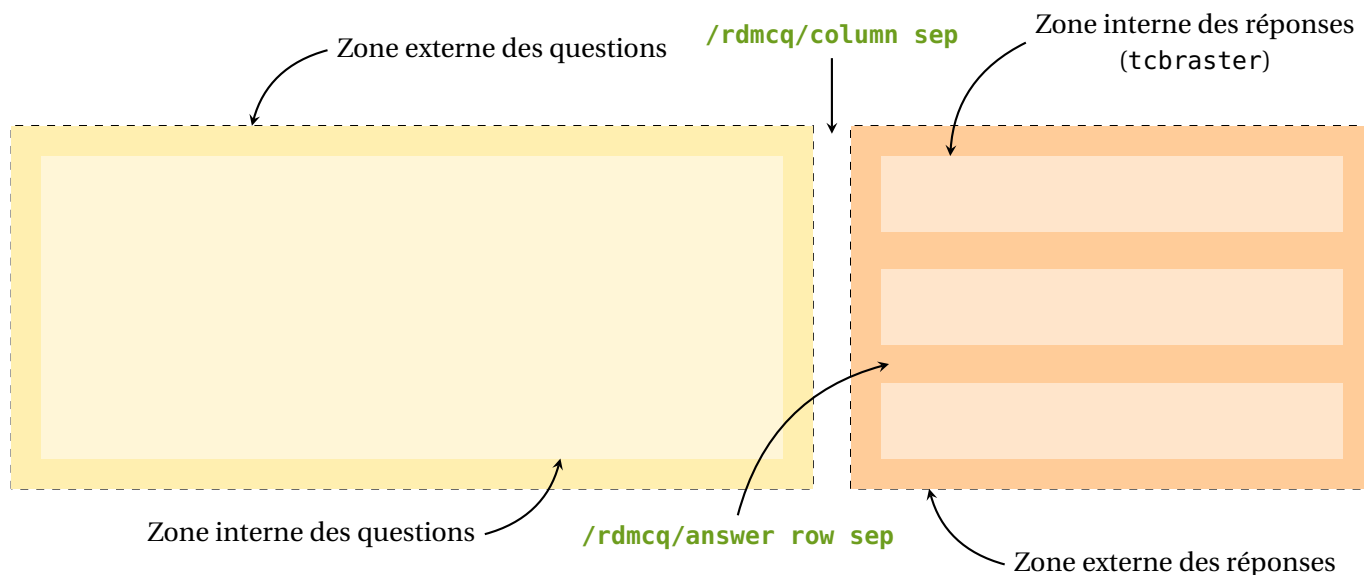 Zone externe des questions
/rdmcq/column sep
Zone interne des réponses
(tcbraster)
Zone interne des questions
/rdmcq/answer row sep
Zone externe des réponses